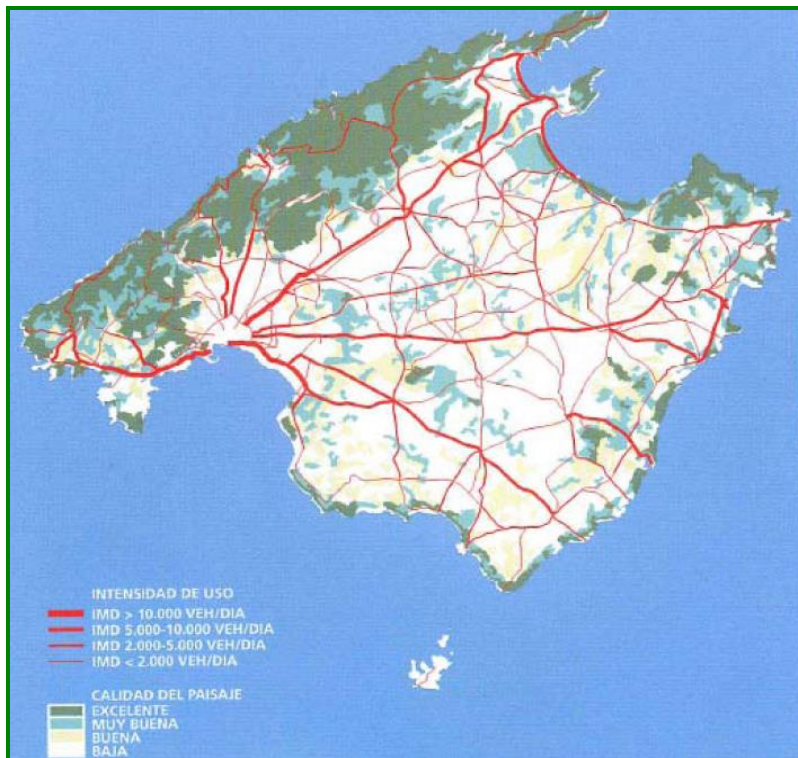 INTENSIDAD DE USO
IMD > 10.000 VEH/DIA
IMD 5.000-10.000 VEH/DIA
IMD 2.000-5.000 VEH/DIA
IMD < 2.000 VEH/DIA
CALIDAD DEL PAISAJE
EXCELENTE
MUY BUENA
BUENA
BAJA